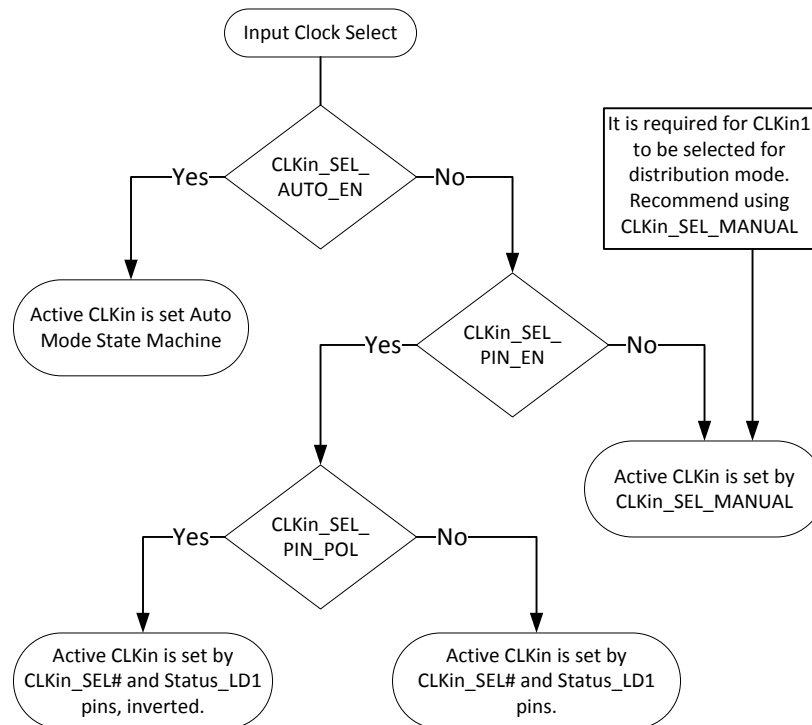 Input Clock Select
CLKin_SEL_
AUTO_EN
Yes
No
It is required for CLKin1
to be selected for
distribution mode.
Recommend using
CLKin_SEL_MANUAL
Active CLKin is set Auto
Mode State Machine
CLKin_SEL_
PIN_EN
Yes
No
Active CLKin is set by
CLKin_SEL_MANUAL
CLKin_SEL_
PIN_POL
Yes
No
Active CLKin is set by
CLKin_SEL# and Status_LD1
pins, inverted.
Active CLKin is set by
CLKin_SEL# and Status_LD1
pins.